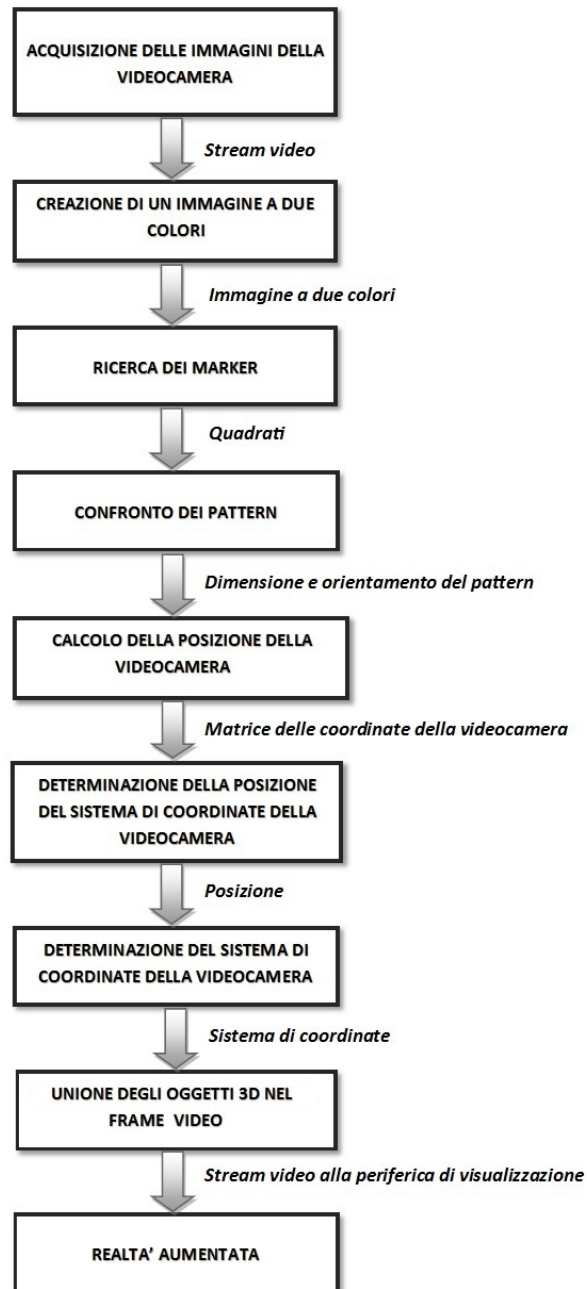 ACQUISIZIONE DELLE IMMAGINI DELLA
VIDEOCAMERA
Stream video
CREAZIONE DI UN IMMAGINE A DUE
COLORI
Immagine a due colori
RICERCA DEI MARKER
Quadrati
CONFRONTO DEI PATTERN
Dimensione e orientamento del pattern
CALCOLO DELLA POSIZIONE DELLA
VIDEOCAMERA
Matrice delle coordinate della videocamera
DETERMINAZIONE DELLA POSIZIONE
DEL SISTEMA DI COORDINATE DELLA
VIDEOCAMERA
Posizione
DETERMINAZIONE DEL SISTEMA DI
COORDINATE DELLA VIDEOCAMERA
Sistema di coordinate
UNIONE DEGLI OGGETTI 3D NEL
FRAME VIDEO
Stream video alla periferica di visualizzazione
REALTA’ AUMENTATA